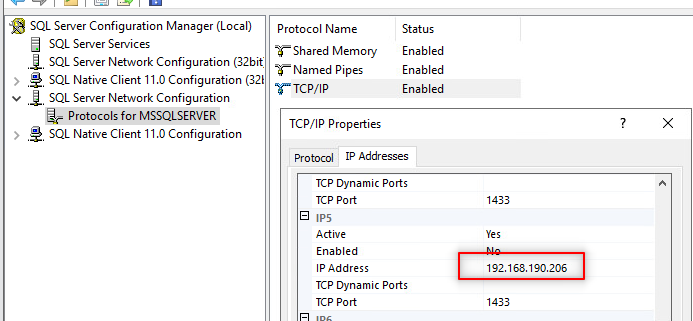 SQL Server Configuration Manager (Local)
SQL Server Services
SQL Server Network Configuration (32bit
SQL Native Client 11.0 Configuration (32bi
SQL Server Network Configuration
Protocols for MSSQLSERVER
SQL Native Client 11.0 Configuration
Protocol Name Status
Shared Memory Enabled
Named Pipes Enabled
TCP/IP Enabled
TCP/IP Properties ? ×
Protocol IP Addresses
TCP Dynamic Ports
TCP Port 1433
IP5
Active Yes
Enabled No
IP Address 192.168.190.206
TCP Dynamic Ports
TCP Port 1433
IP6